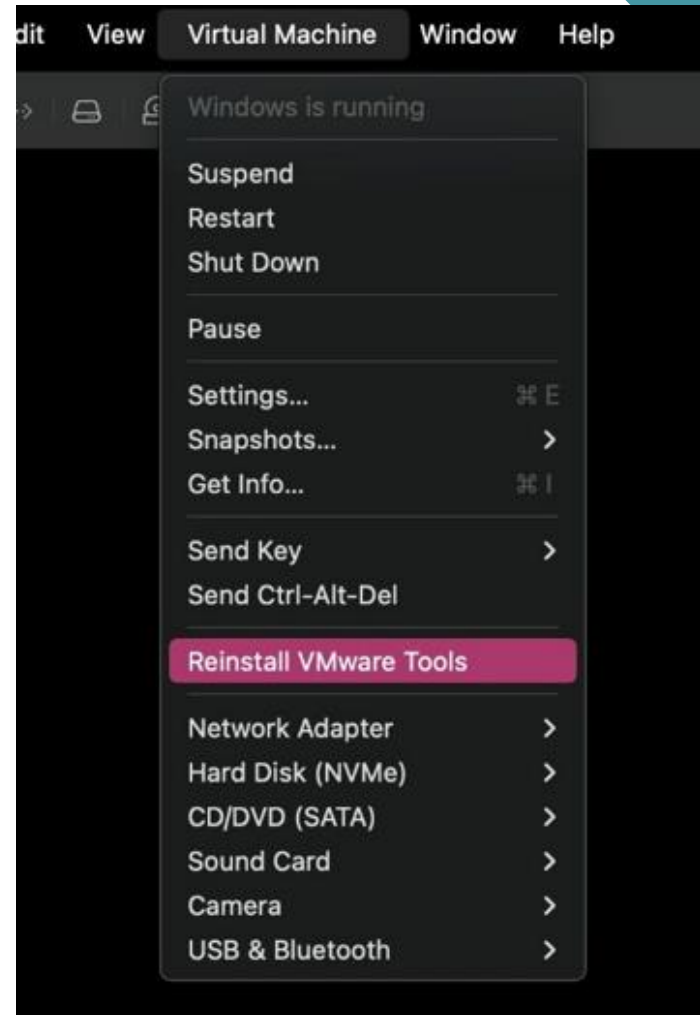 dit View Virtual Machine Window Help
Windows is running
Suspend
Restart
Shut Down
Pause
Settings... ⌘ E
Snapshots...
Get Info... ⌘ I
Send Key
Send Ctrl-Alt-Del
Reinstall VMware Tools
Network Adapter
Hard Disk (NVMe)
CD/DVD (SATA)
Sound Card
Camera
USB & Bluetooth